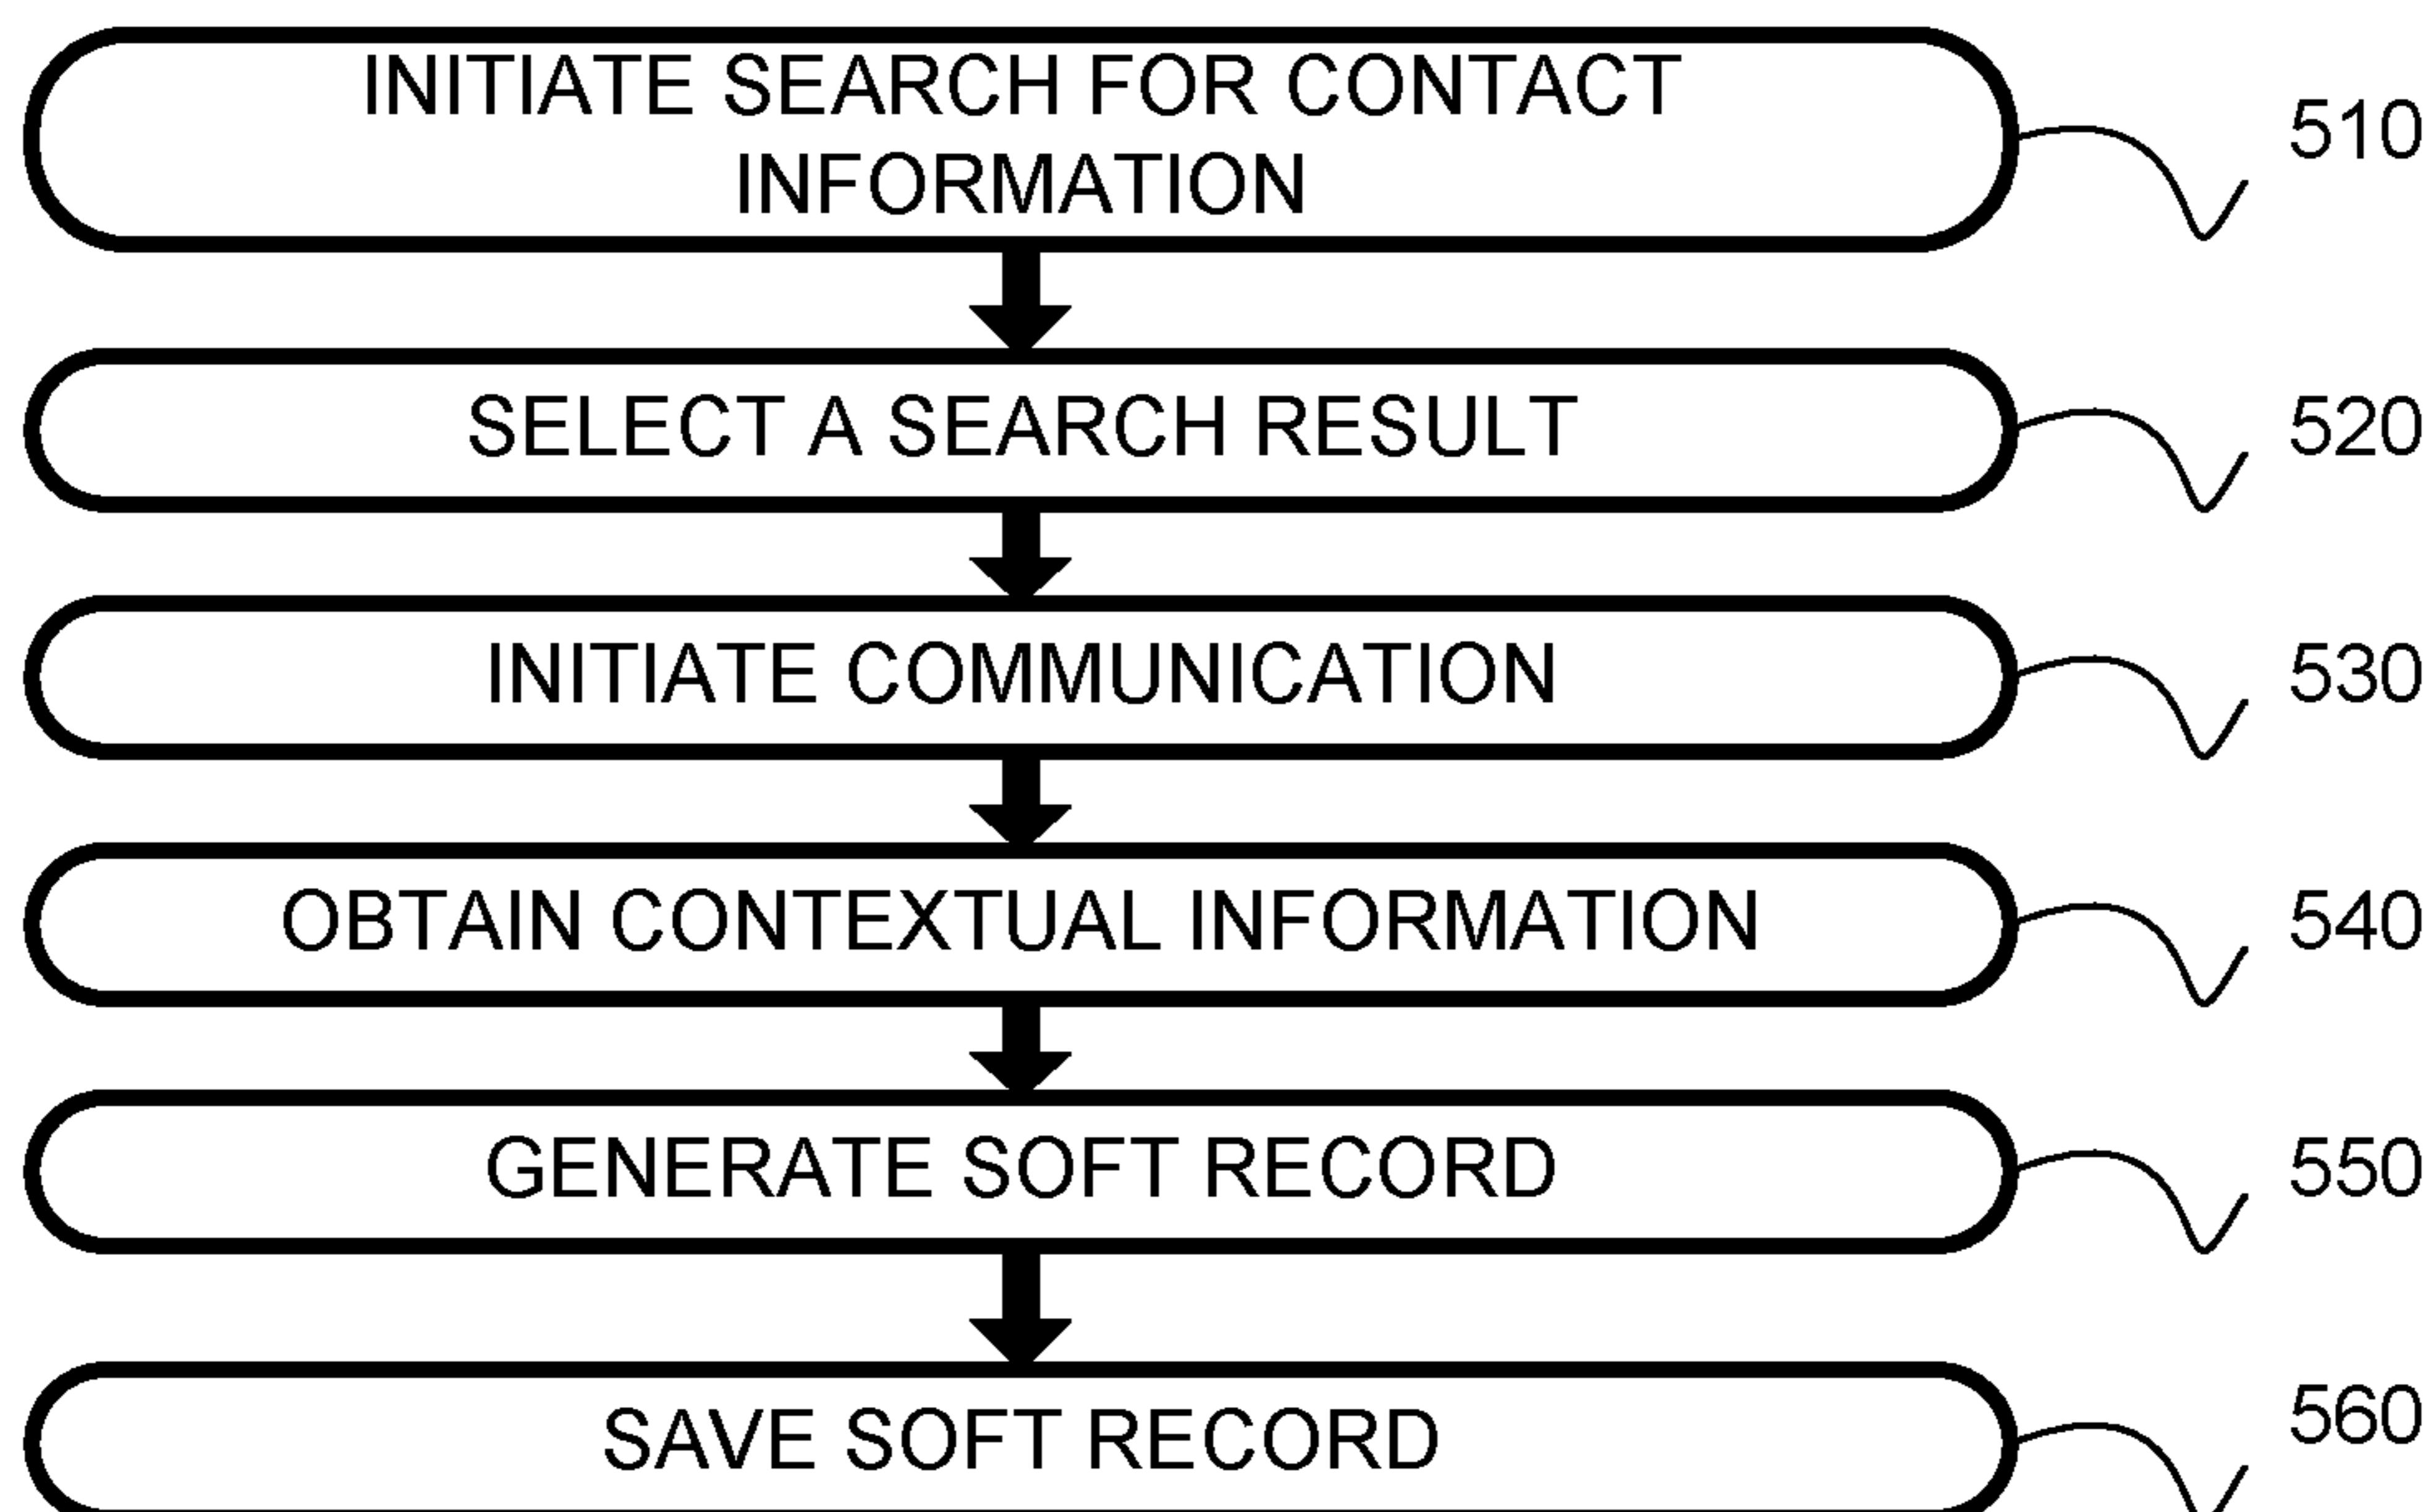 INITIATE SEARCH FOR CONTACT
INFORMATION
510
SELECT A SEARCH RESULT
520
INITIATE COMMUNICATION
530
OBTAIN CONTEXTUAL INFORMATION
540
GENERATE SOFT RECORD
550
SAVE SOFT RECORD
560